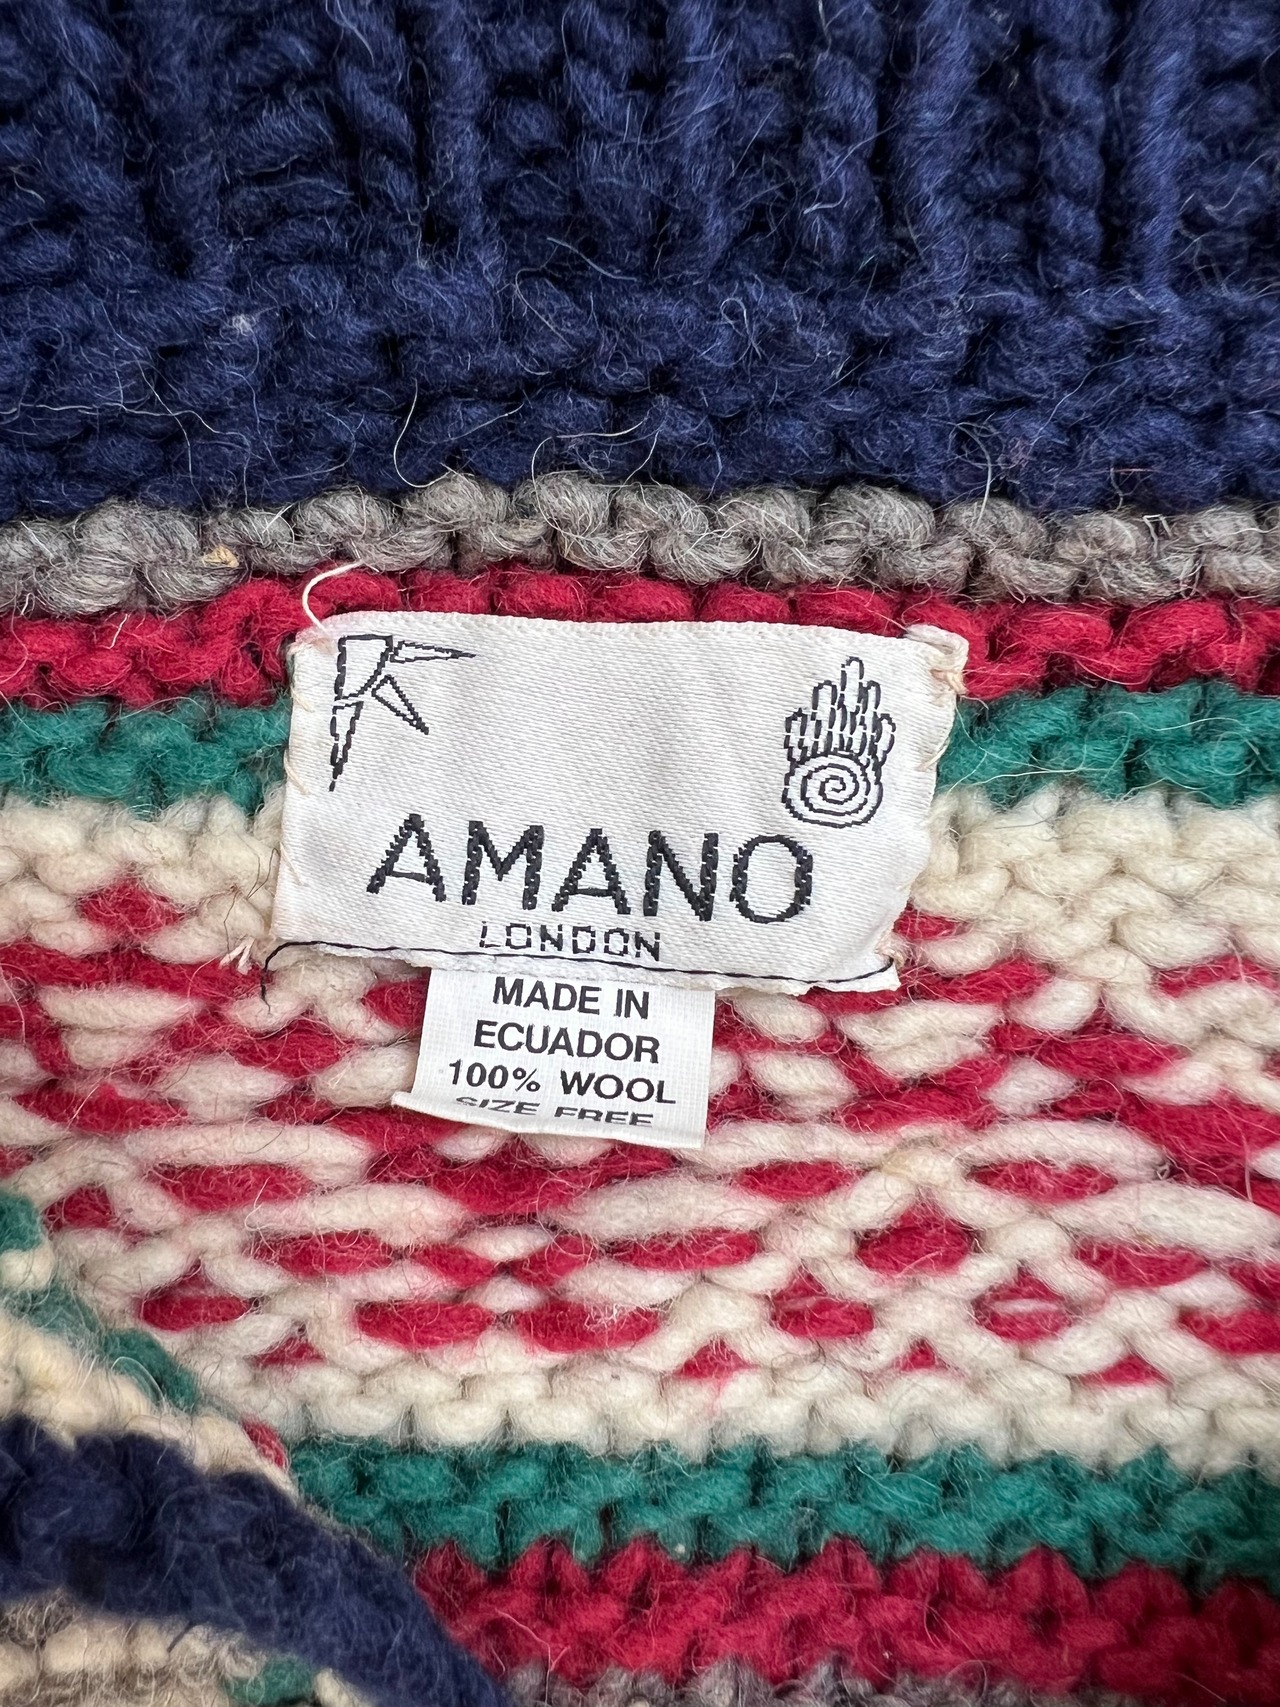 AMANO
LONDON
MADE IN
ECUADOR
100% WOOL
SIZE FREE